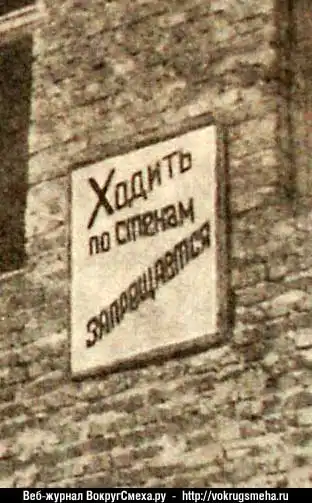 Ходить
по стенам
запрещается
Веб-журнал ВокругСмеха.ру - http://vokrugsmeha.ru